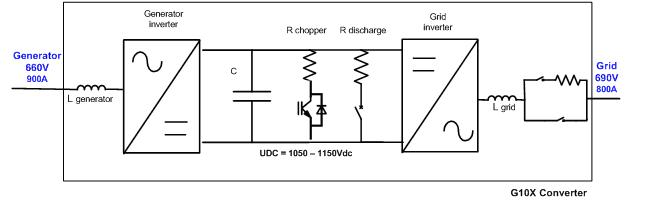 Generator
inverter
R chopper
R discharge
Grid
inverter
Generator
660V
900A
L generator
C
Grid
690V
800A
L grid
UDC = 1050 – 1150Vdc
G10X Converter